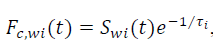 F_{c,wi}(t) = S_{wi}(t)e^{-1/τ_i},